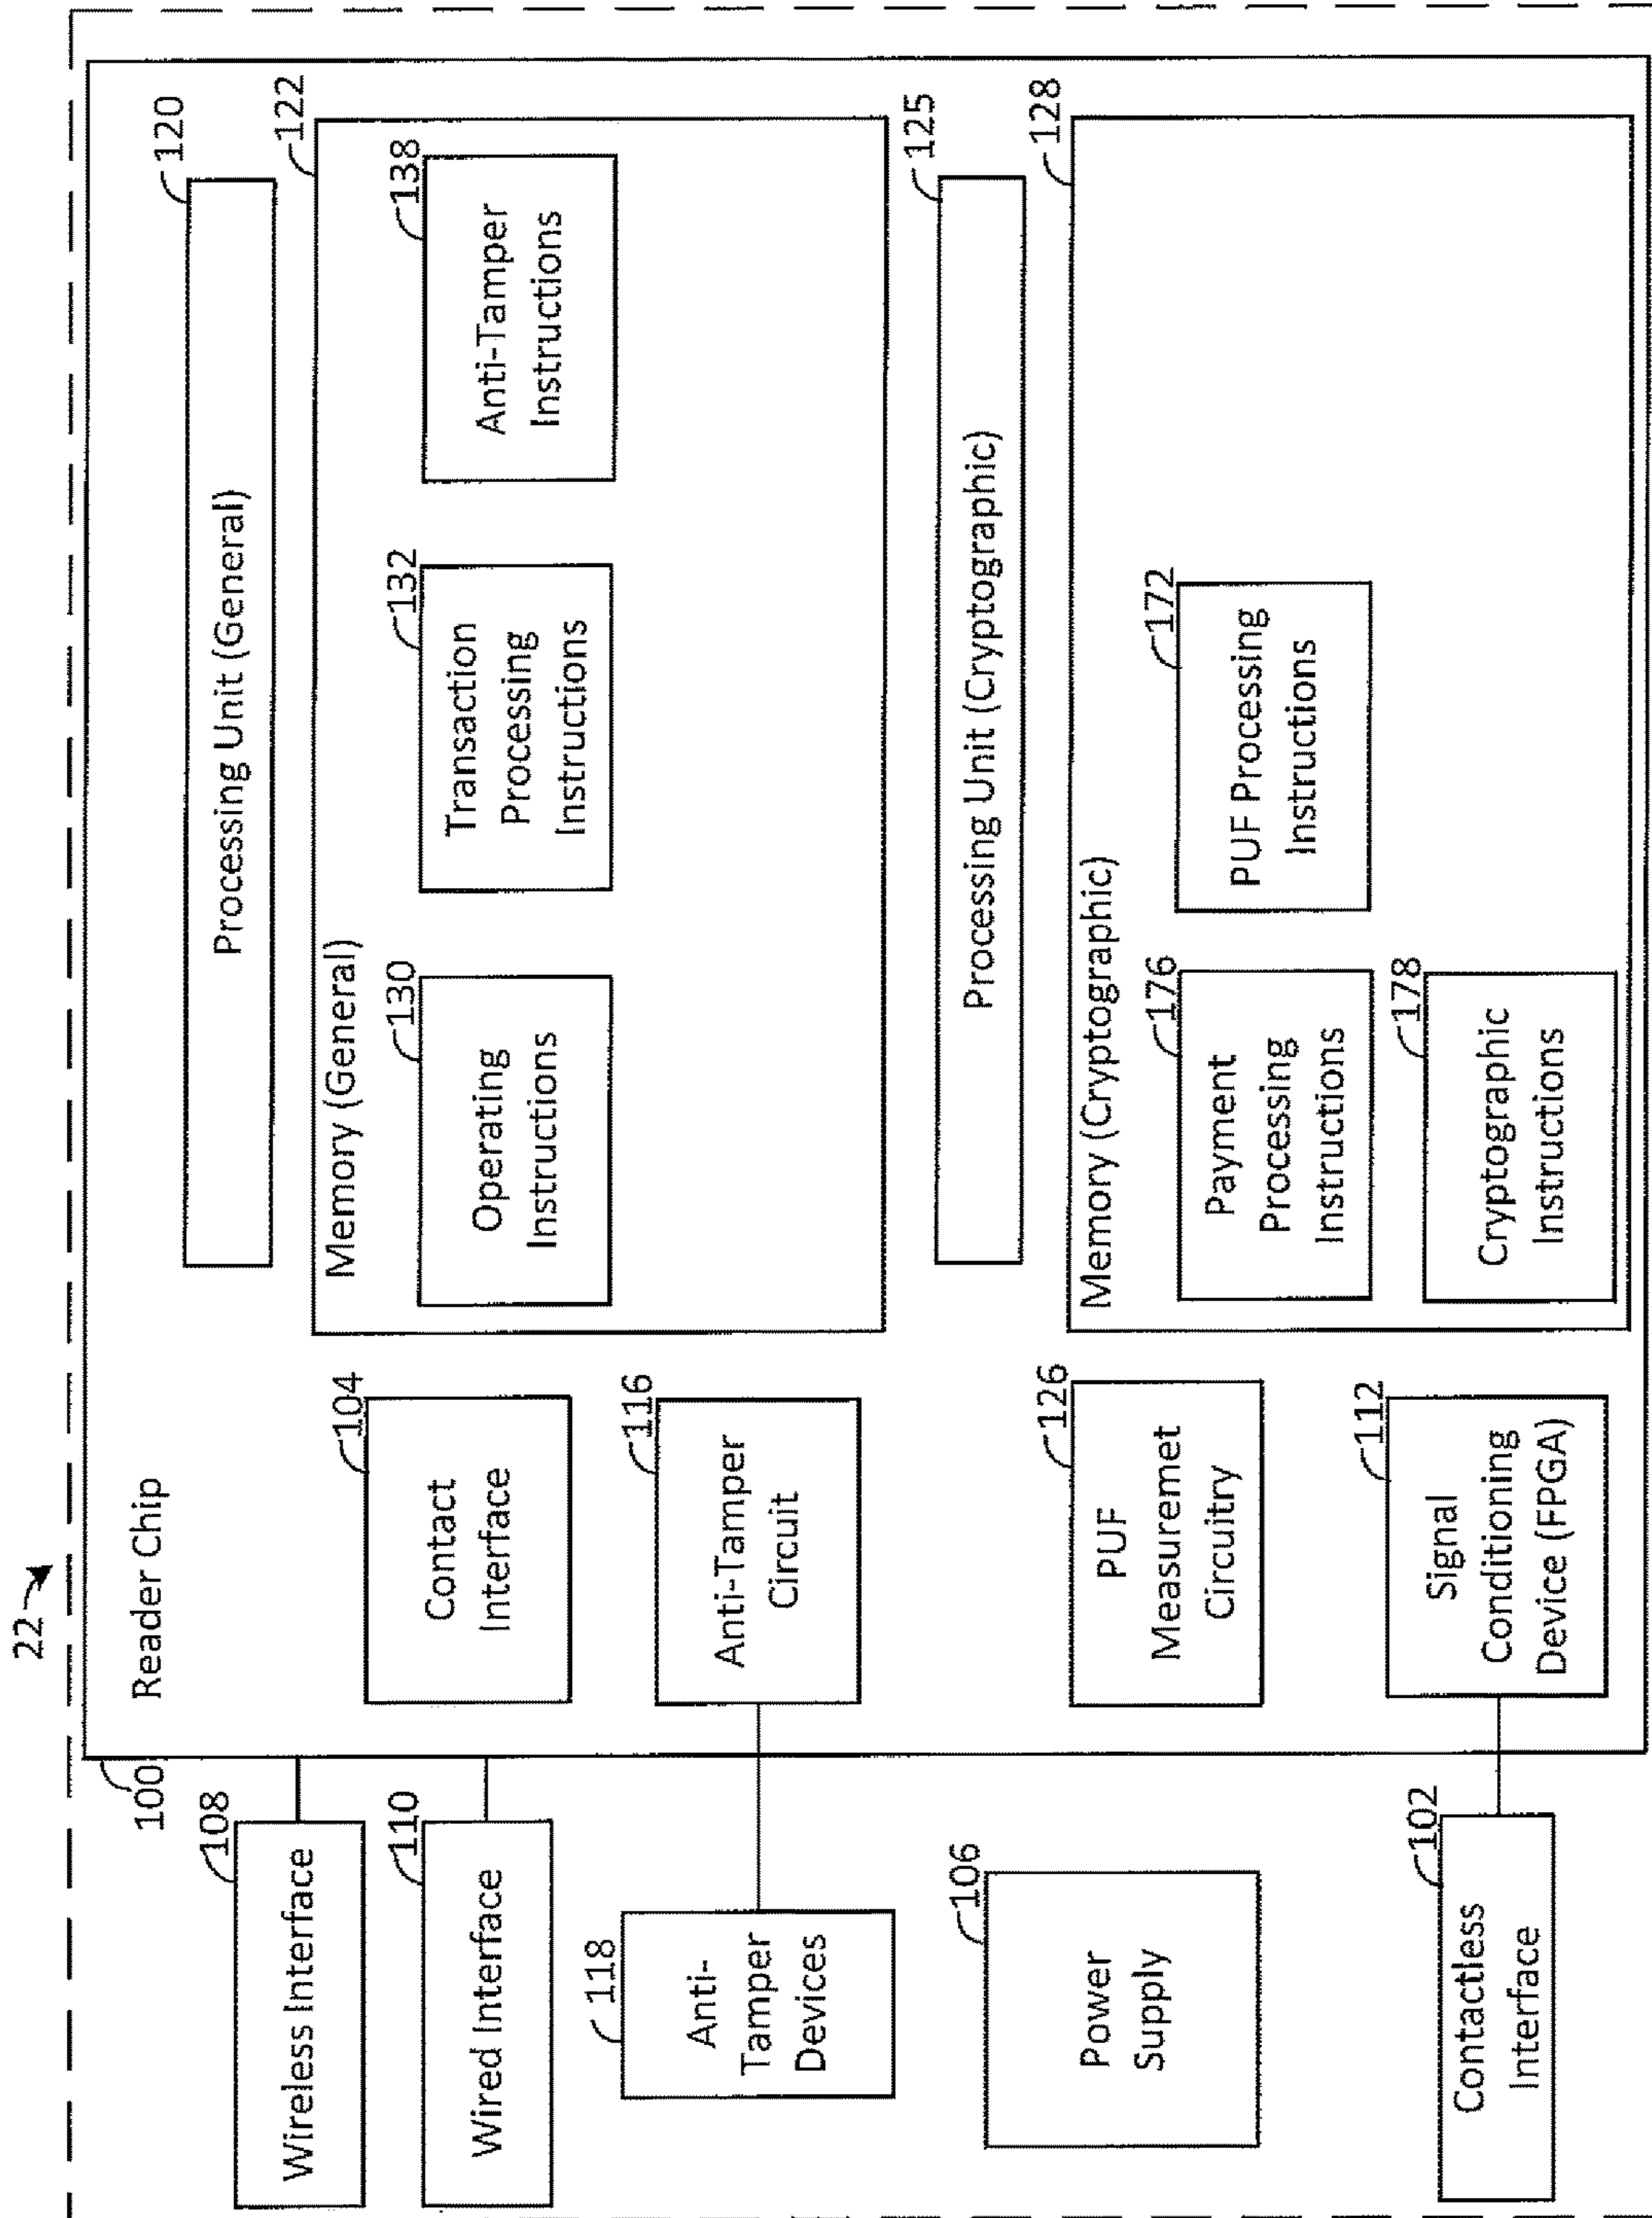 22
100
Reader Chip
108
Wireless Interface
110
Wired Interface
118
Anti-
Tamper
Devices
106
Power
Supply
102
Contactless
Interface
104
Contact
Interface
116
Anti-Tamper
Circuit
126
PUF
Measuremet
Circuitry
112
Signal
Conditioning
Device (FPGA)
120
Processing Unit (General)
122
Memory (General)
130
Operating
Instructions
132
Transaction
Processing
Instructions
138
Anti-Tamper
Instructions
125
Processing Unit (Cryptographic)
128
Memory (Cryptographic)
176
Payment
Processing
Instructions
172
PUF Processing
Instructions
178
Cryptographic
Instructions